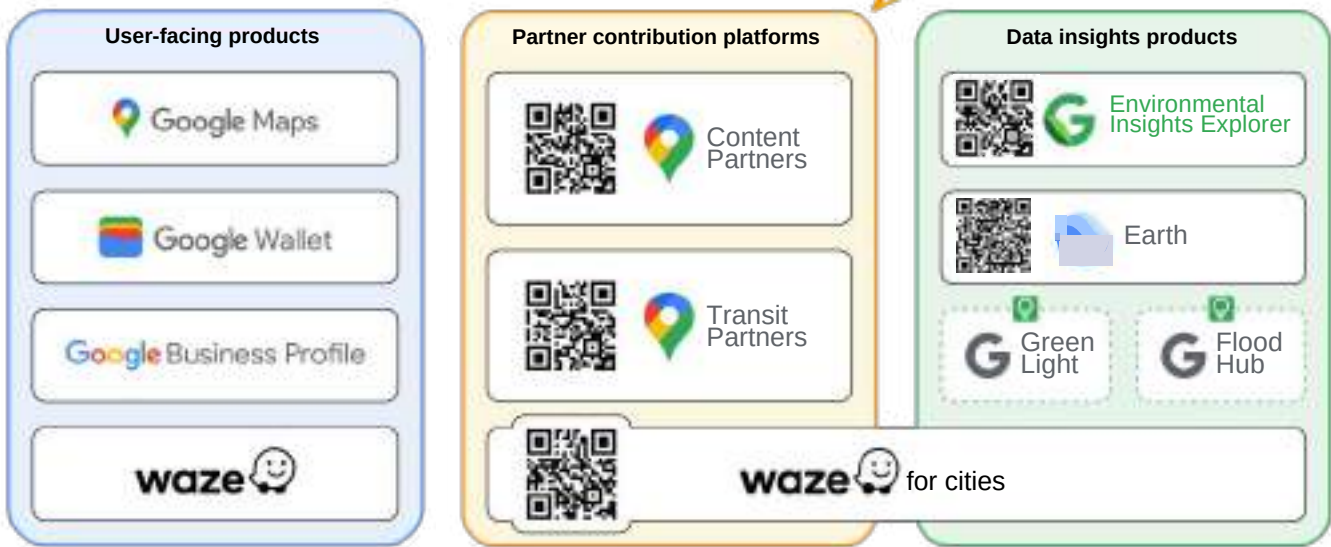 User-facing products
Google Maps
Google Wallet
Google Business Profile
waze
Partner contribution platforms
Content
Partners
Transit
Partners
Data insights products
Environmental
Insights Explorer
Earth
Green
Light
Flood
Hub
waze for cities